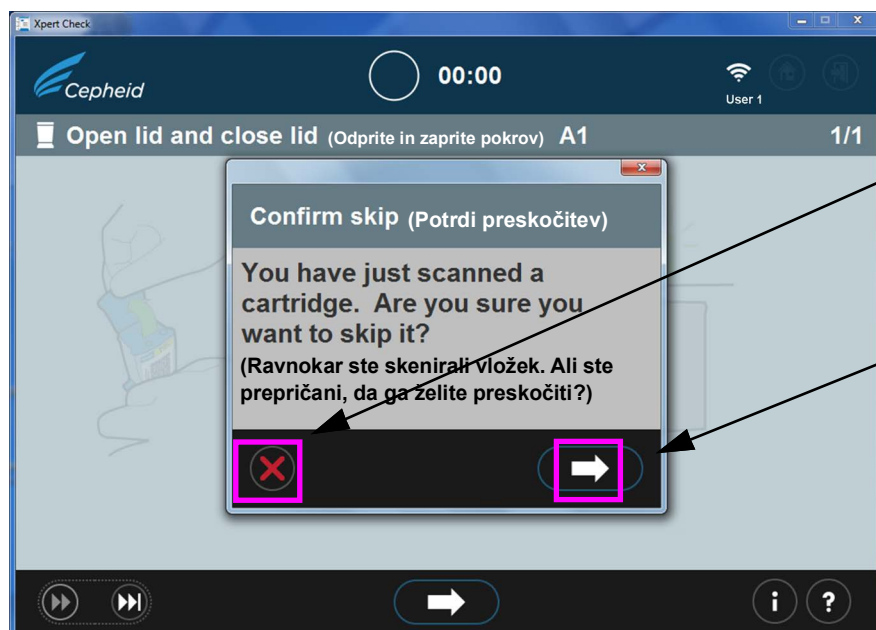 Xpert Check
Cepheid
00:00
User 1
Open lid and close lid (Odprite in zaprite pokrov) A1 1/1
Confirm skip (Potrdi preskočitev)
You have just scanned a
cartridge. Are you sure you
want to skip it?
(Ravnokar ste skenirali vložek. Ali ste
prepričani, da ga želite preskočiti?)
i ?